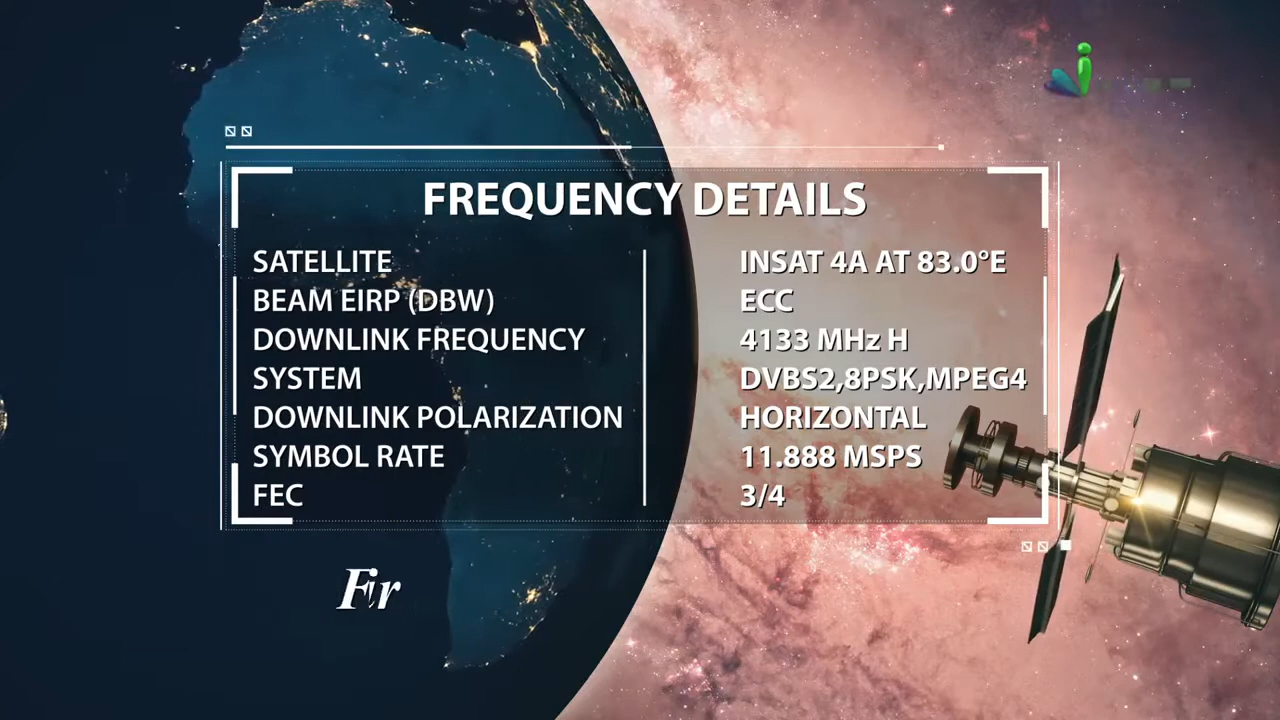 FREQUENCY DETAILS
SATELLITE INSAT 4A AT 83.0°E
BEAM EIRP (DBW) ECC
DOWNLINK FREQUENCY 4133 MHz H
SYSTEM DVBS2,8PSK,MPEG4
DOWNLINK POLARIZATION HORIZONTAL
SYMBOL RATE 11.888 MSPS
FEC 3/4
Fir